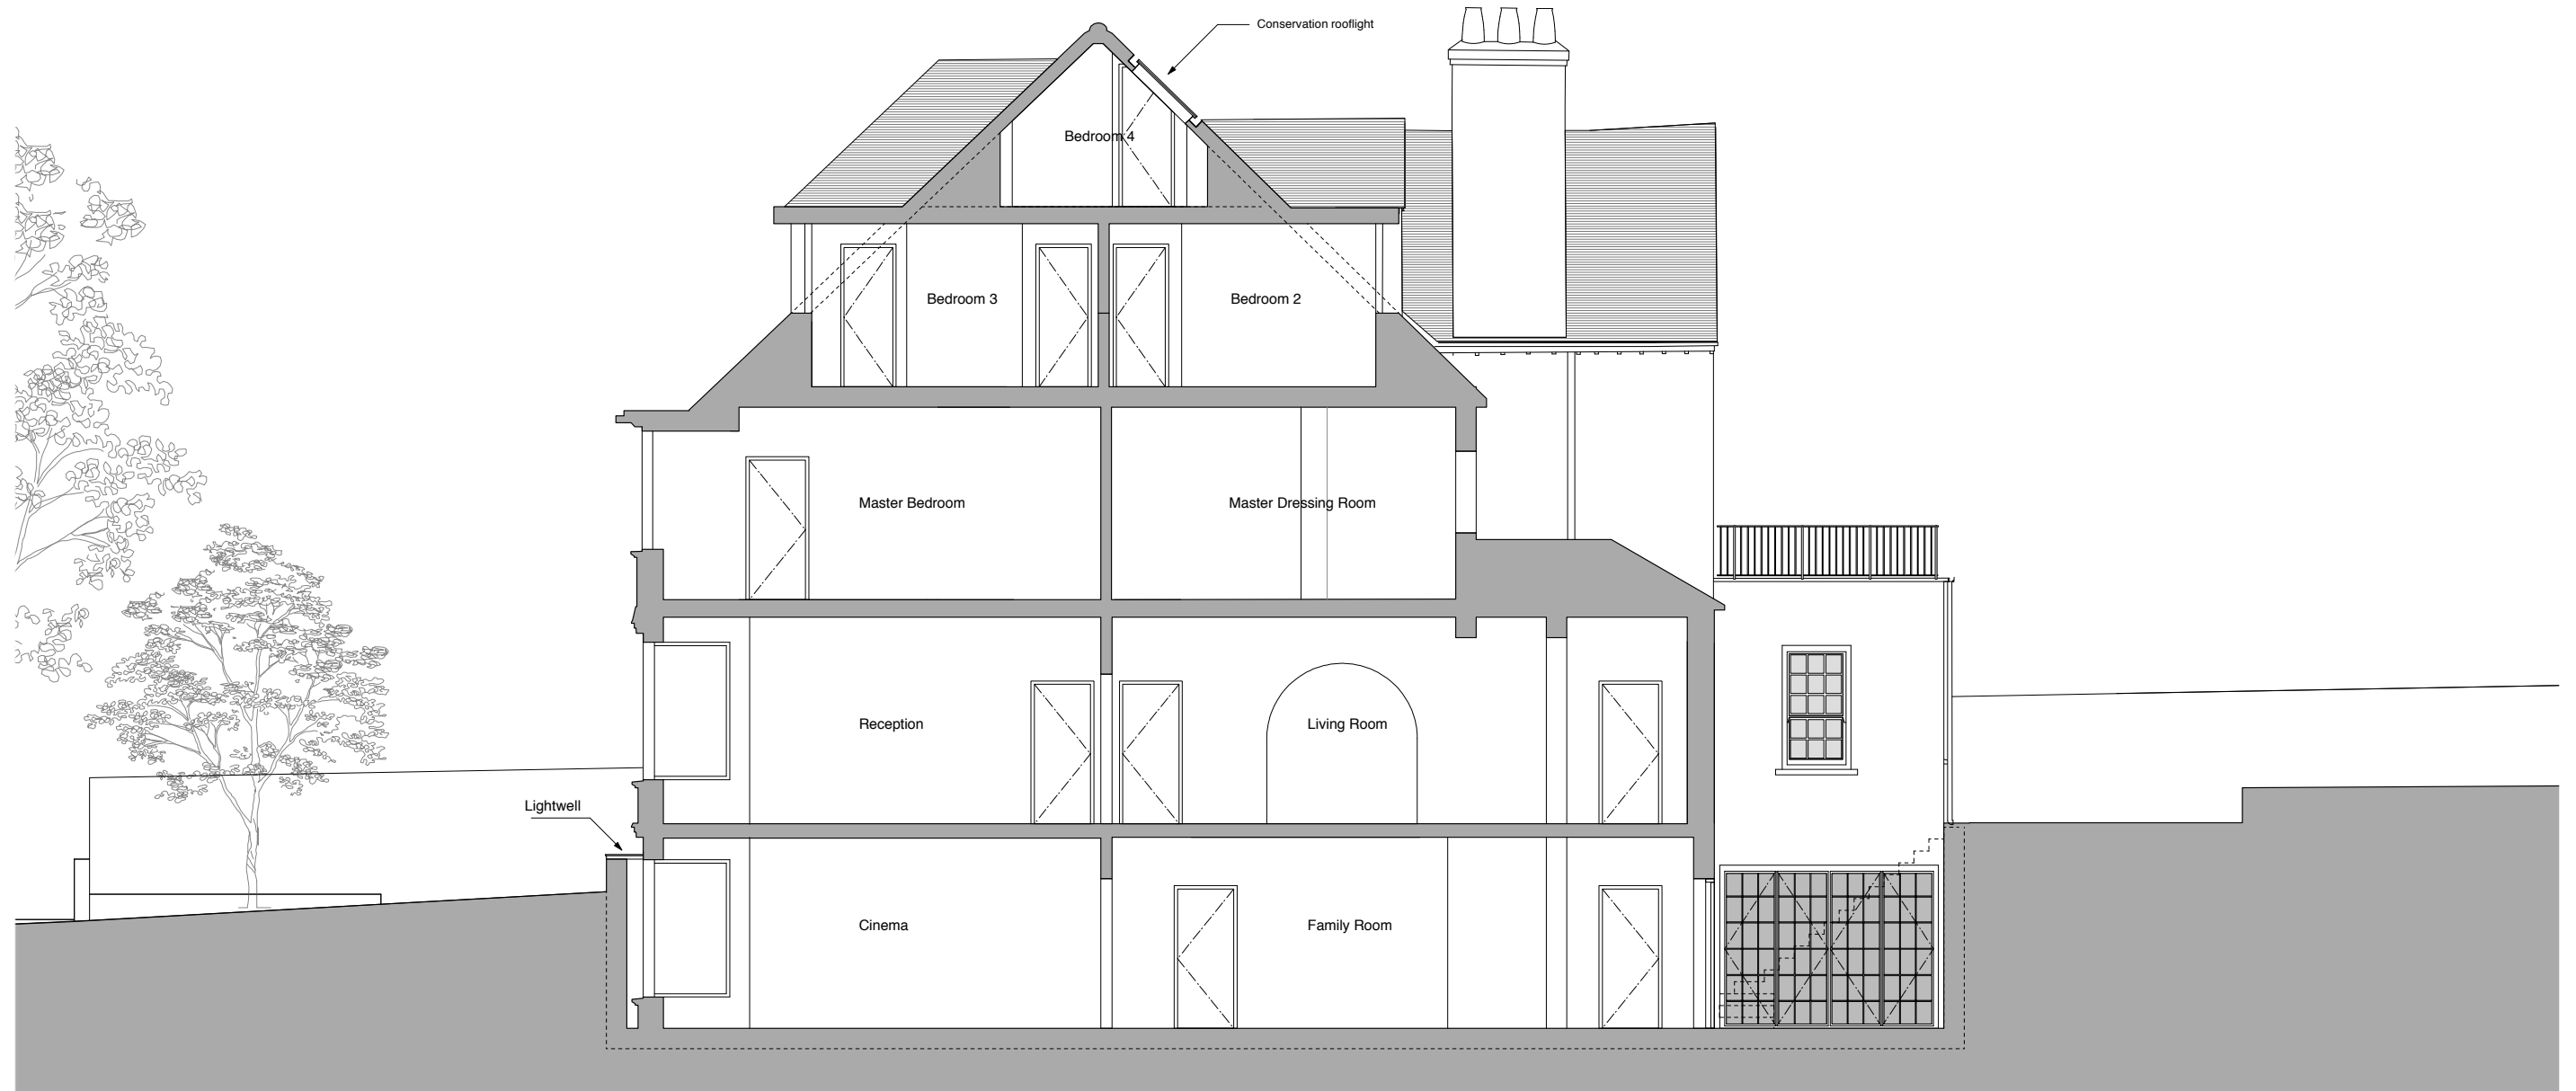 Conservation rooflight
Bedroom 4
Bedroom 3
Bedroom 2
Master Bedroom
Master Dressing Room
Reception
Living Room
Lightwell
Cinema
Family Room